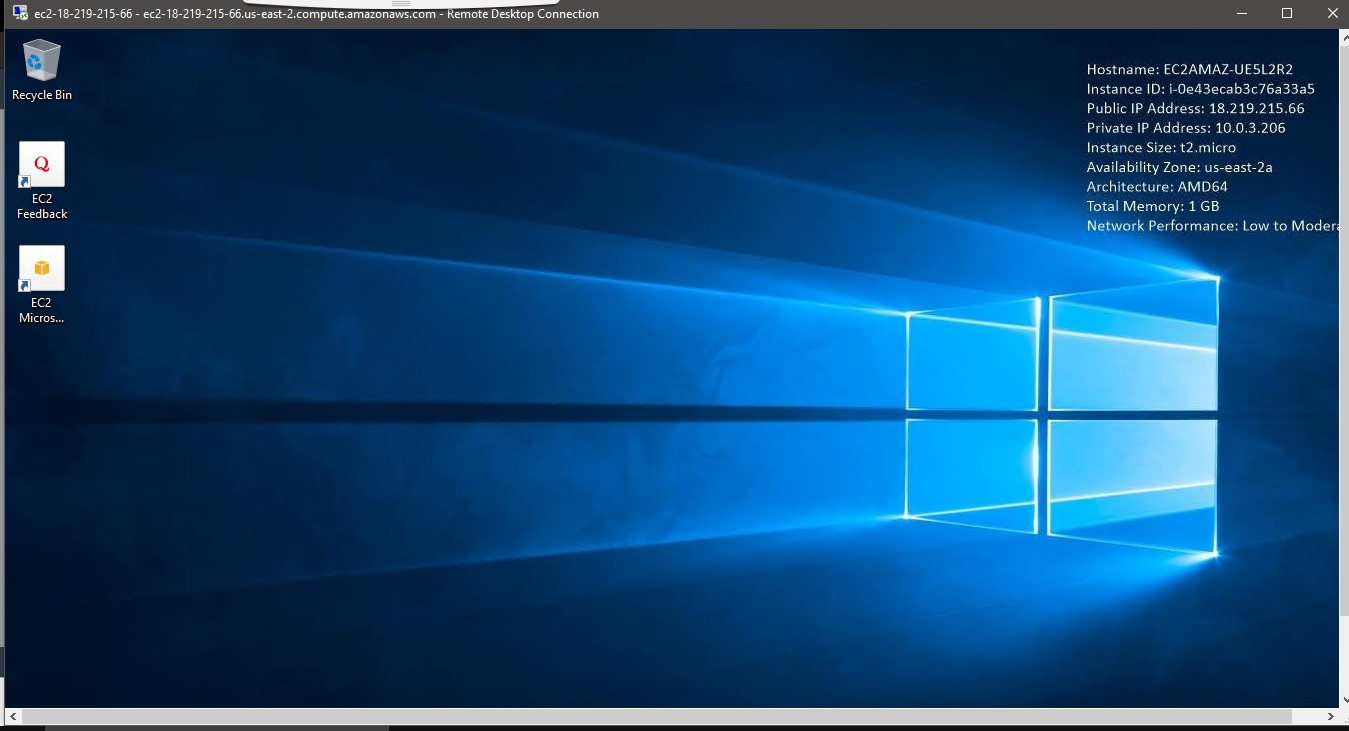 ec2-18-219-215-66 - ec2-18-219-215-66.us-east-2.compute.amazonaws.com - Remote Desktop Connection
Recycle Bin
Q
EC2
Feedback
EC2
Micros...
Hostname: EC2AMAZ-UE5L2R2
Instance ID: i-0e43ecab3c76a33a5
Public IP Address: 18.219.215.66
Private IP Address: 10.0.3.206
Instance Size: t2.micro
Availability Zone: us-east-2a
Architecture: AMD64
Total Memory: 1 GB
Network Performance: Low to Modera